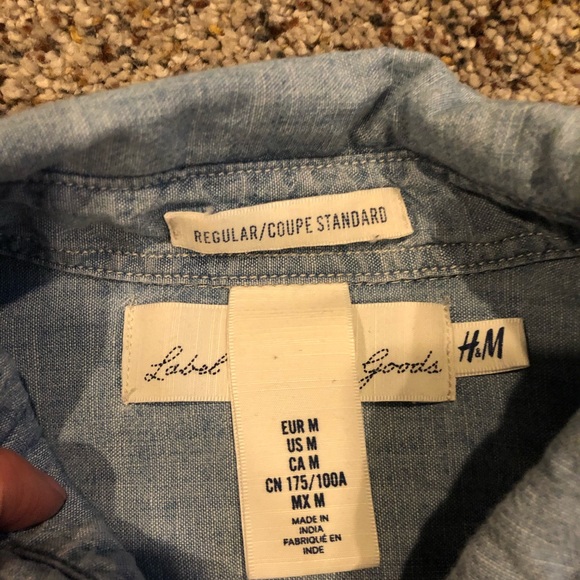 REGULAR/COUPE STANDARD
Label Goods
H&M
EUR M
US M
CA M
CN 175/100A
MX M
MADE IN
INDIA
FABRIQUÉ EN
INDE